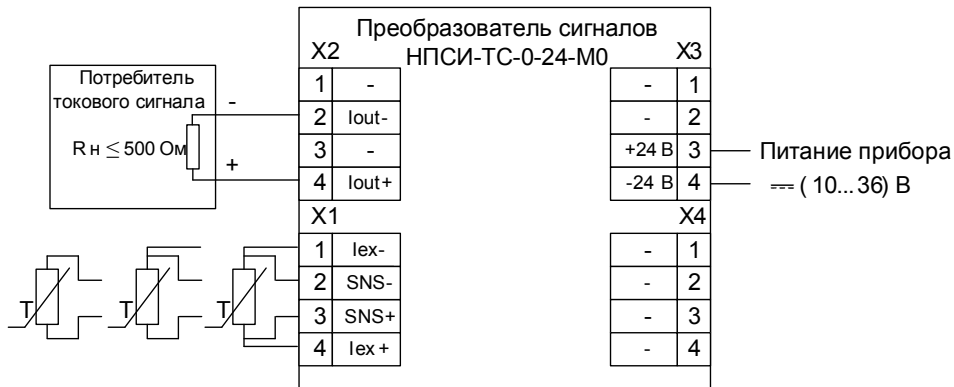 Преобразователь сигналов
НПСИ-ТС-0-24-М0
X2
X3
Потребитель
токового сигнала
R н ≤ 500 Ом
-
+
1 -
2 Iout-
3 -
4 Iout+
- 1
- 2
+24 В 3
-24 В 4
Питание прибора
⎓ ( 10... 36) В
X1
X4
1 Iex-
2 SNS-
3 SNS+
4 Iex +
- 1
- 2
- 3
- 4
T
T
T